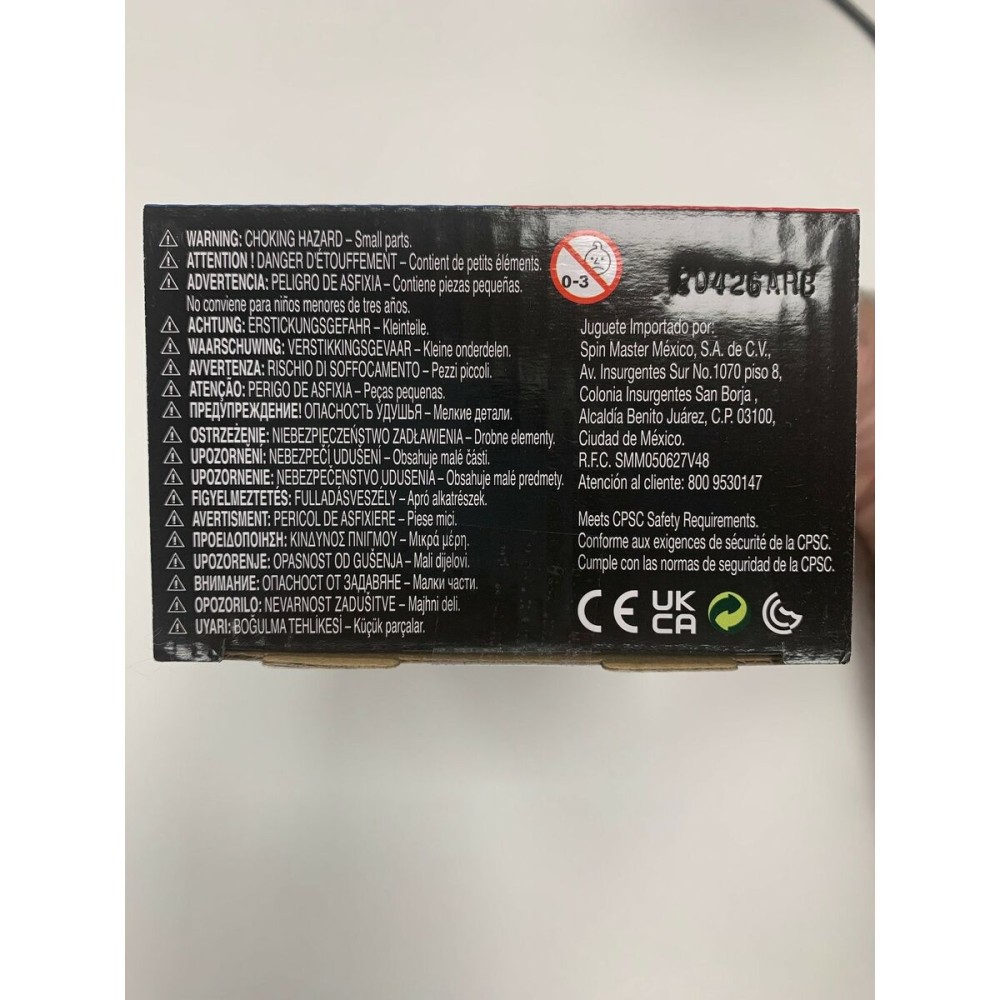 ⚠ WARNING: CHOKING HAZARD – Small parts.
⚠ ATTENTION ! DANGER D'ÉTOUFFEMENT – Contient de petits éléments.
⚠ ADVERTENCIA: PELIGRO DE ASFIXIA – Contiene piezas pequeñas.
No conviene para niños menores de tres años.
⚠ ACHTUNG: ERSTICKUNGSGEFAHR – Kleinteile.
⚠ WAARSCHUWING: VERSTIKKINGSGEVAAR – Kleine onderdelen.
⚠ AVVERTENZA: RISCHIO DI SOFFOCAMENTO – Pezzi piccoli.
⚠ ATENÇÃO: PERIGO DE ASFIXIA – Peças pequenas.
⚠ ПРЕДУПРЕЖДЕНИЕ! ОПАСНОСТЬ УДУШЬЯ – Мелкие детали.
⚠ OSTRZEŻENIE: NIEBEZPIECZEŃSTWO ZADŁAWIENIA – Drobne elementy.
⚠ UPOZORNĚNÍ: NEBEZPEČÍ UDUŠENÍ – Obsahuje malé části.
⚠ UPOZORNENIE: NEBEZPEČENSTVO UDUSENIA – Obsahuje malé predmety.
⚠ FIGYELMEZTETÉS: FULLADÁSVESZÉLY – Apró alkatrészek.
⚠ AVERTISMENT: PERICOL DE ASFIXIERE – Piese mici.
⚠ ΠΡΟΕΙΔΟΠΟΙΗΣΗ: ΚΙΝΔΥΝΟΣ ΠΝΙΓΜΟΥ – Μικρά μέρη.
⚠ UPOZORENJE: OPASNOST OD GUŠENJA – Mali dijelovi.
⚠ ВНИМАНИЕ: ОПАСНОСТ ОТ ЗАДАВЯНЕ – Малки части.
⚠ OPOZORILO: NEVARNOST ZADUŠITVE – Majhni deli.
⚠ UYARI: BOĞULMA TEHLİKESİ – Küçük parçalar.
0-3
Juguete Importado por:
Spin Master México, S.A. de C.V.,
Av. Insurgentes Sur No.1070 piso 8,
Colonia Insurgentes San Borja ,
Alcaldía Benito Juárez, C.P. 03100,
Ciudad de México.
R.F.C. SMM050627V48
Atención al cliente: 800 9530147
Meets CPSC Safety Requirements.
Conforme aux exigences de sécurité de la CPSC.
Cumple con las normas de seguridad de la CPSC.
CE UK
CA